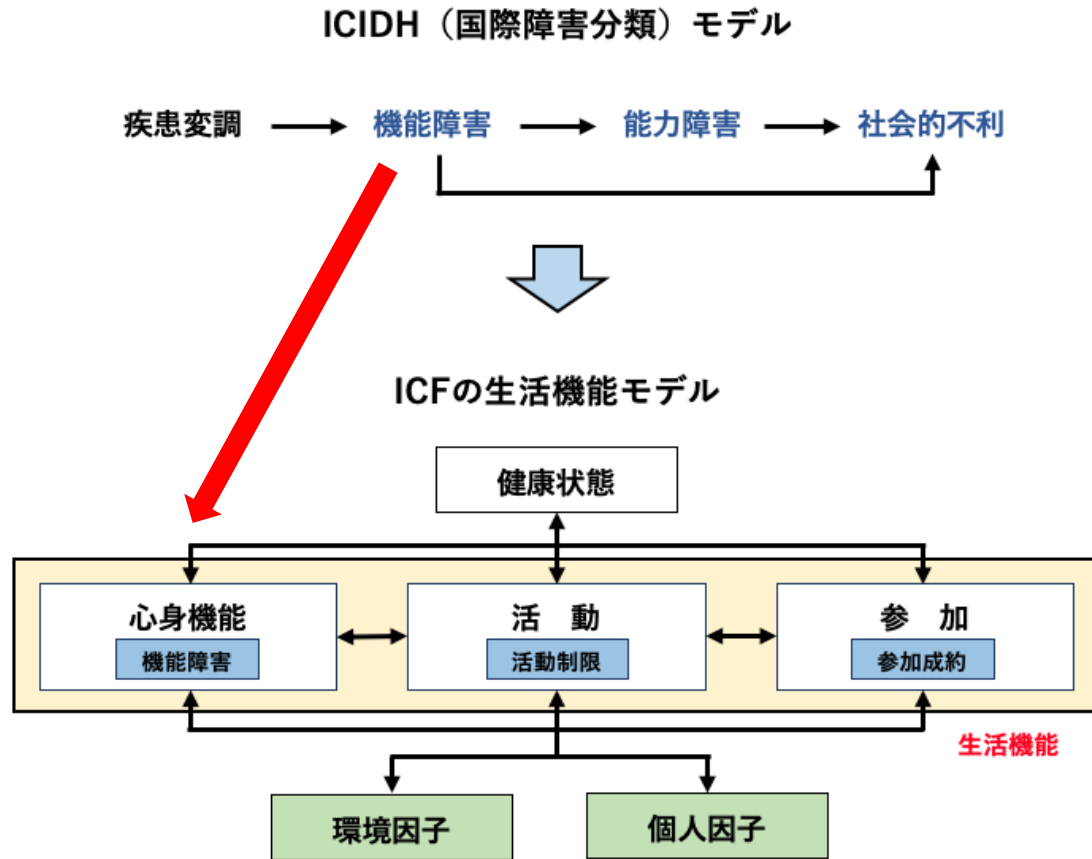 ICIDH（国際障害分類）モデル
疾患変調 機能障害 能力障害 社会的不利
ICFの生活機能モデル
健康状態
心身機能 活　動 参　加
機能障害 活動制限 参加成約
生活機能
環境因子 個人因子